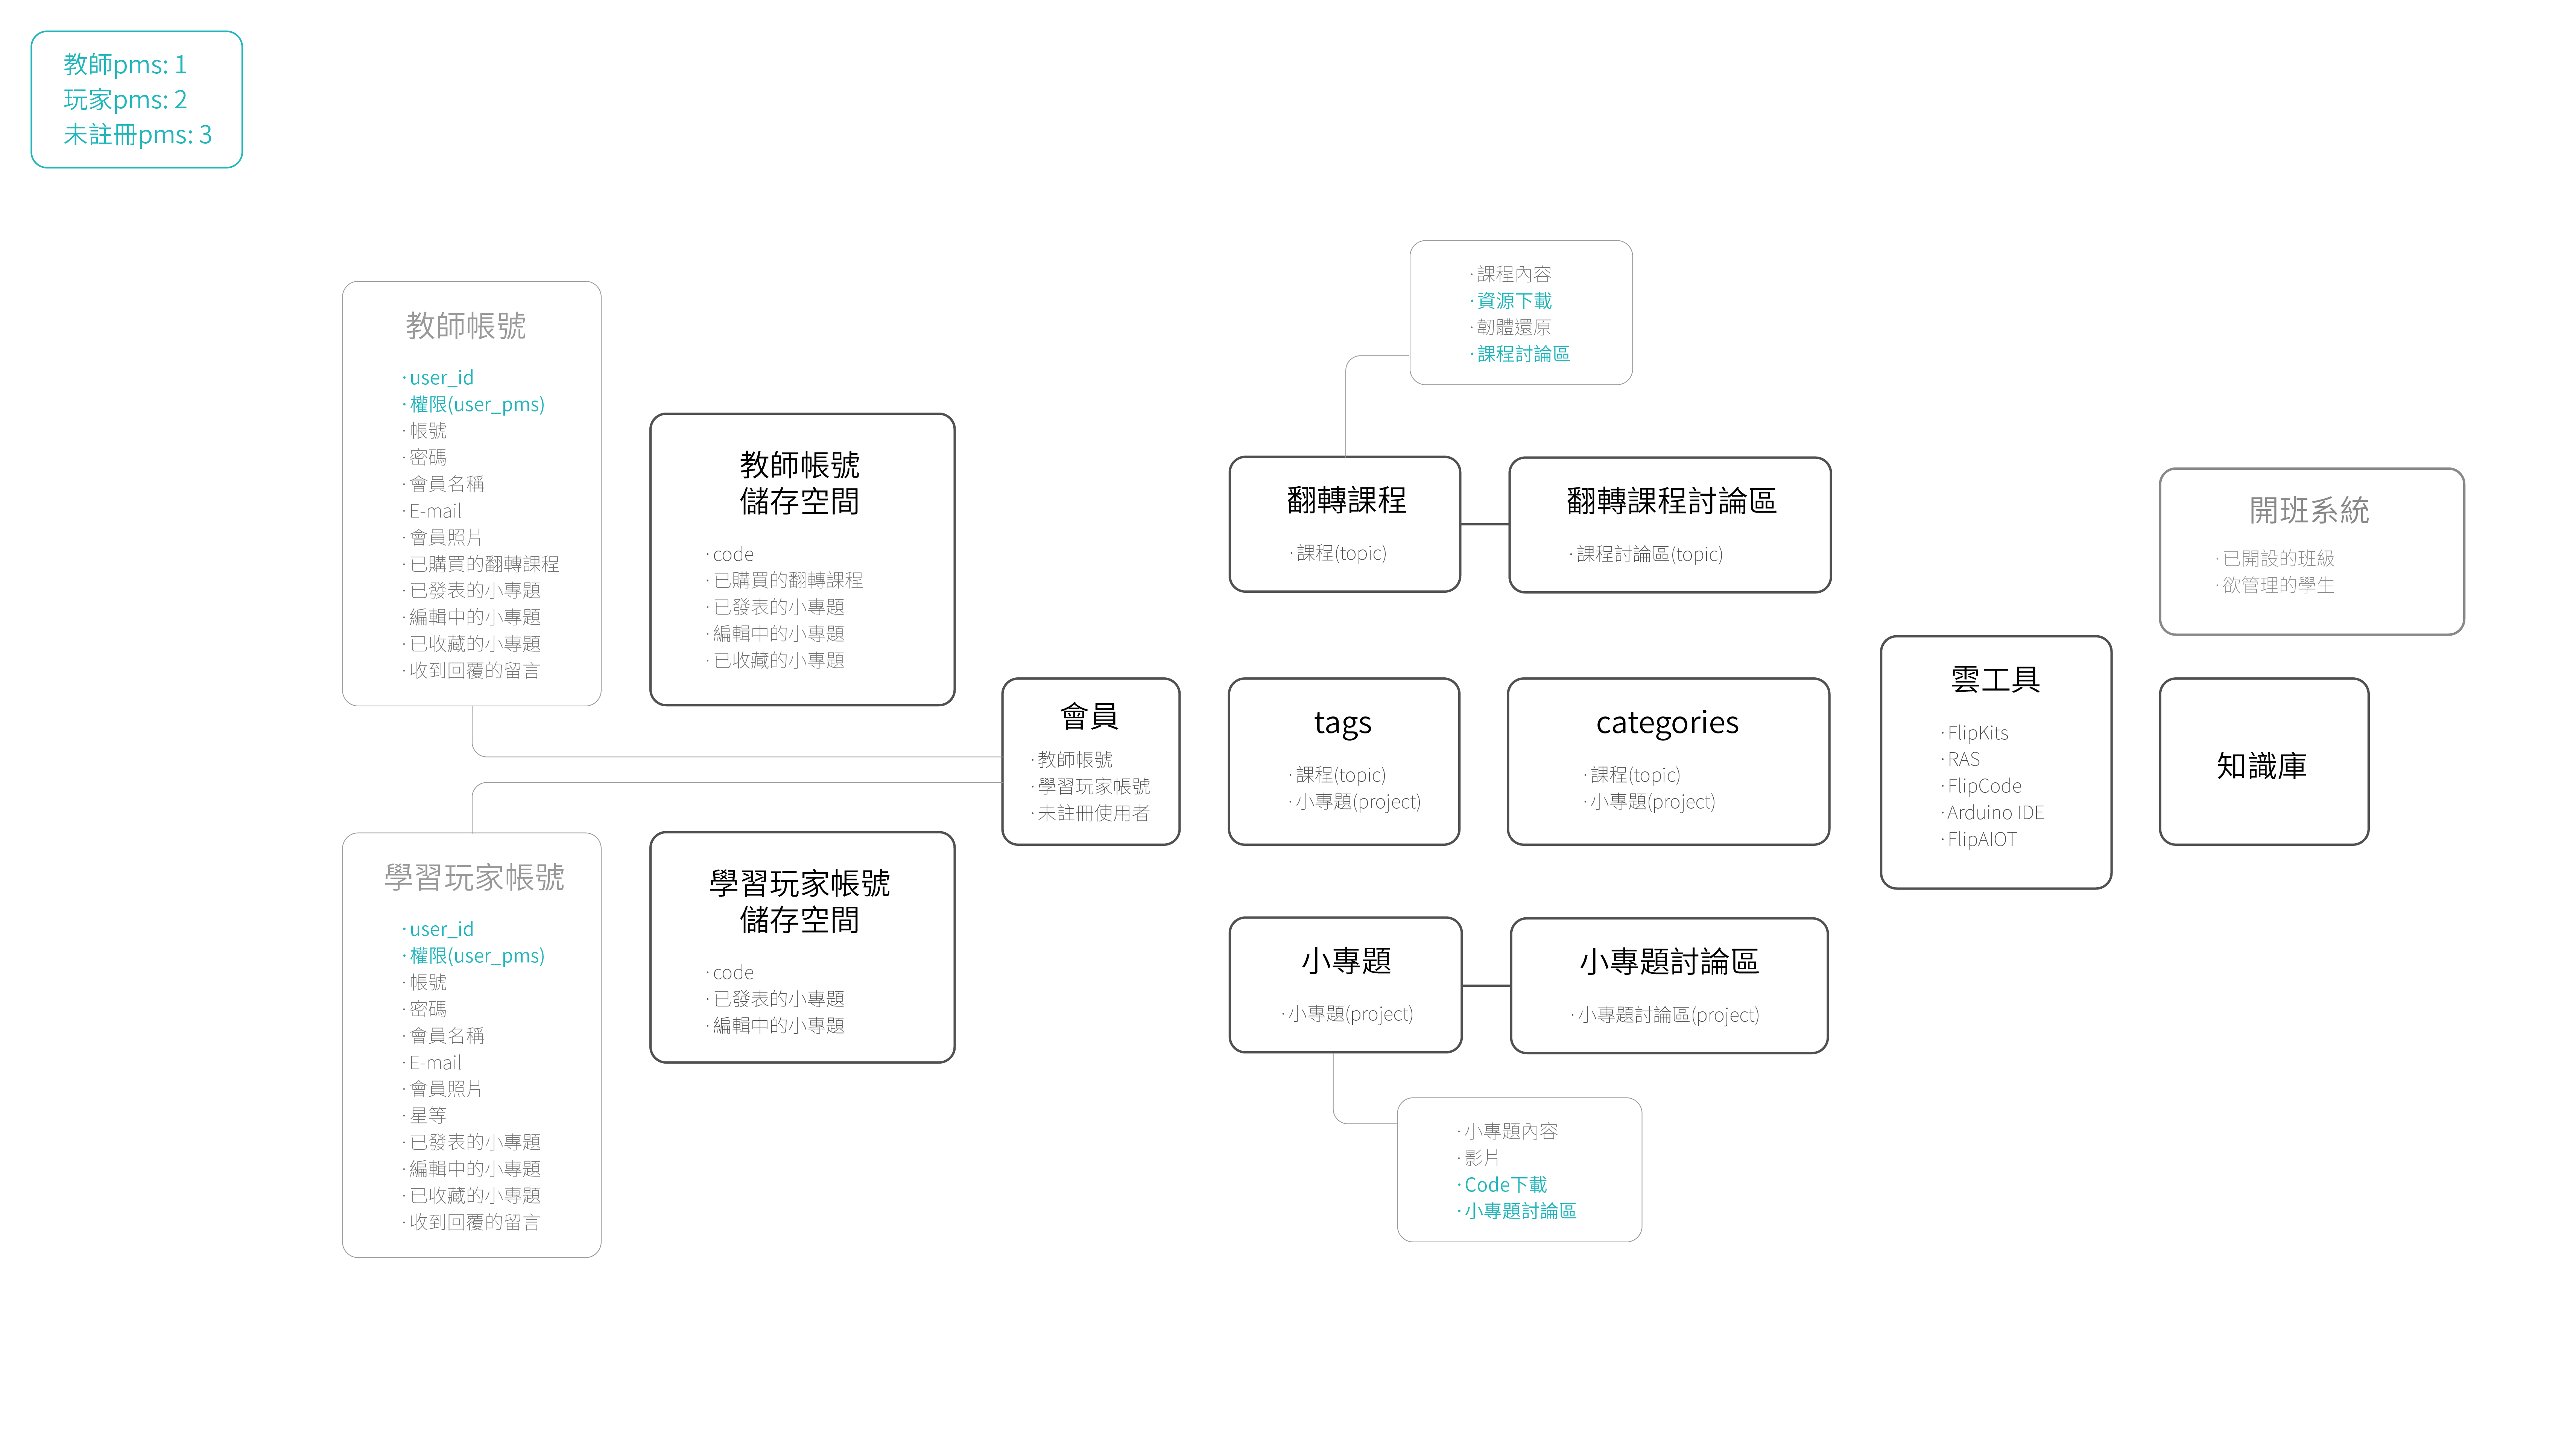 教師pms: 1
玩家pms: 2
未註冊pms: 3
教師帳號
·user_id
·權限(user_pms)
·帳號
·密碼
·會員名稱
·E-mail
·會員照片
·已購買的翻轉課程
·已發表的小專題
·編輯中的小專題
·已收藏的小專題
·收到回覆的留言
教師帳號
儲存空間
·code
·已購買的翻轉課程
·已發表的小專題
·編輯中的小專題
·已收藏的小專題
學習玩家帳號
·user_id
·權限(user_pms)
·帳號
·密碼
·會員名稱
·E-mail
·會員照片
·星等
·已發表的小專題
·編輯中的小專題
·已收藏的小專題
·收到回覆的留言
學習玩家帳號
儲存空間
·code
·已發表的小專題
·編輯中的小專題
會員
·教師帳號
·學習玩家帳號
·未註冊使用者
·課程內容
·資源下載
·韌體還原
·課程討論區
翻轉課程
·課程(topic)
翻轉課程討論區
·課程討論區(topic)
tags
·課程(topic)
·小專題(project)
categories
·課程(topic)
·小專題(project)
小專題
·小專題(project)
小專題討論區
·小專題討論區(project)
·小專題內容
·影片
·Code下載
·小專題討論區
雲工具
·FlipKits
·RAS
·FlipCode
·Arduino IDE
·FlipAIOT
開班系統
·已開設的班級
·欲管理的學生
知識庫